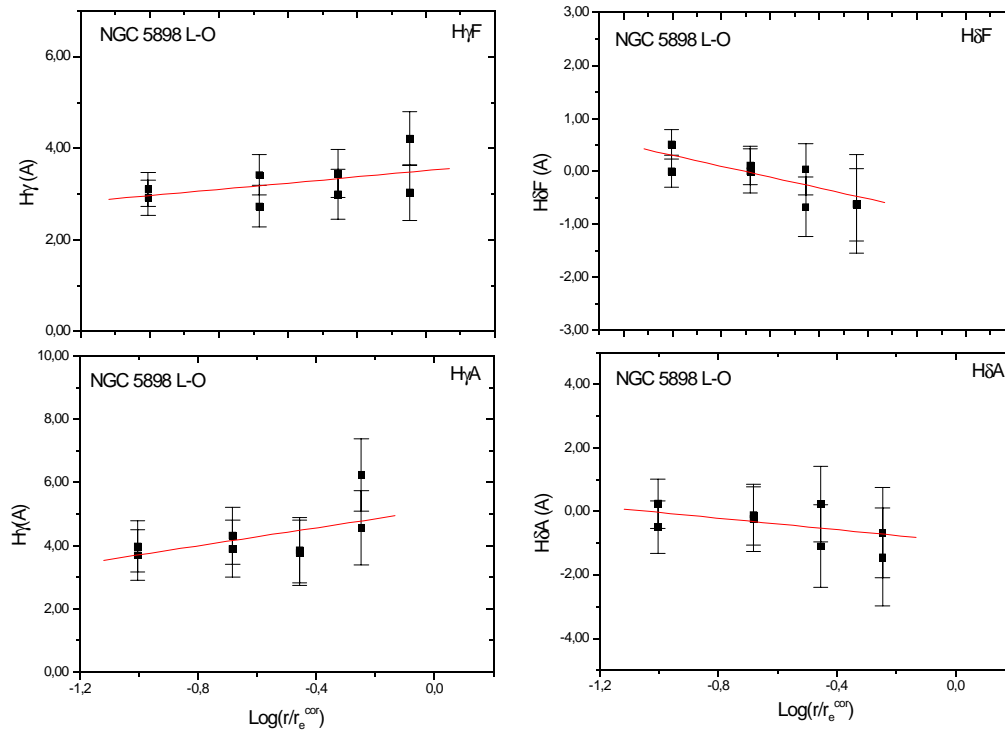 NGC 5898 L-O
HγF
6,00
4,00
2,00
0,00
Hγ (A)
NGC 5898 L-O
HδF
3,00
2,00
1,00
0,00
-1,00
-2,00
-3,00
HδF (A)
NGC 5898 L-O
HγA
10,00
8,00
6,00
4,00
2,00
0,00
Hγ(A)
-1,2 -0,8 -0,4 0,0
Log(r/r_e^cor)
NGC 5898 L-O
HδA
4,00
2,00
0,00
-2,00
-4,00
HδA (A)
-1,2 -0,8 -0,4 0,0
Log(r/r_e^cor)